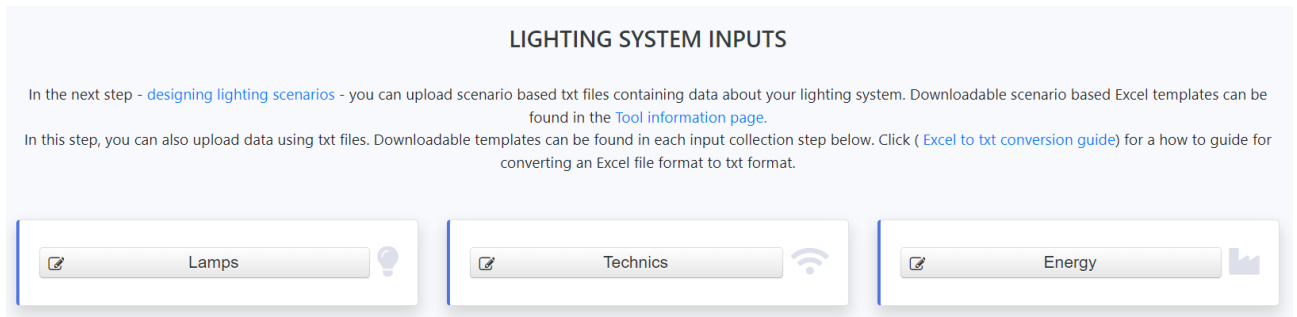 LIGHTING SYSTEM INPUTS
In the next step - designing lighting scenarios - you can upload scenario based txt files containing data about your lighting system. Downloadable scenario based Excel templates can be
found in the Tool information page.
In this step, you can also upload data using txt files. Downloadable templates can be found in each input collection step below. Click ( Excel to txt conversion guide) for a how to guide for
converting an Excel file format to txt format.
Lamps
Technics
Energy